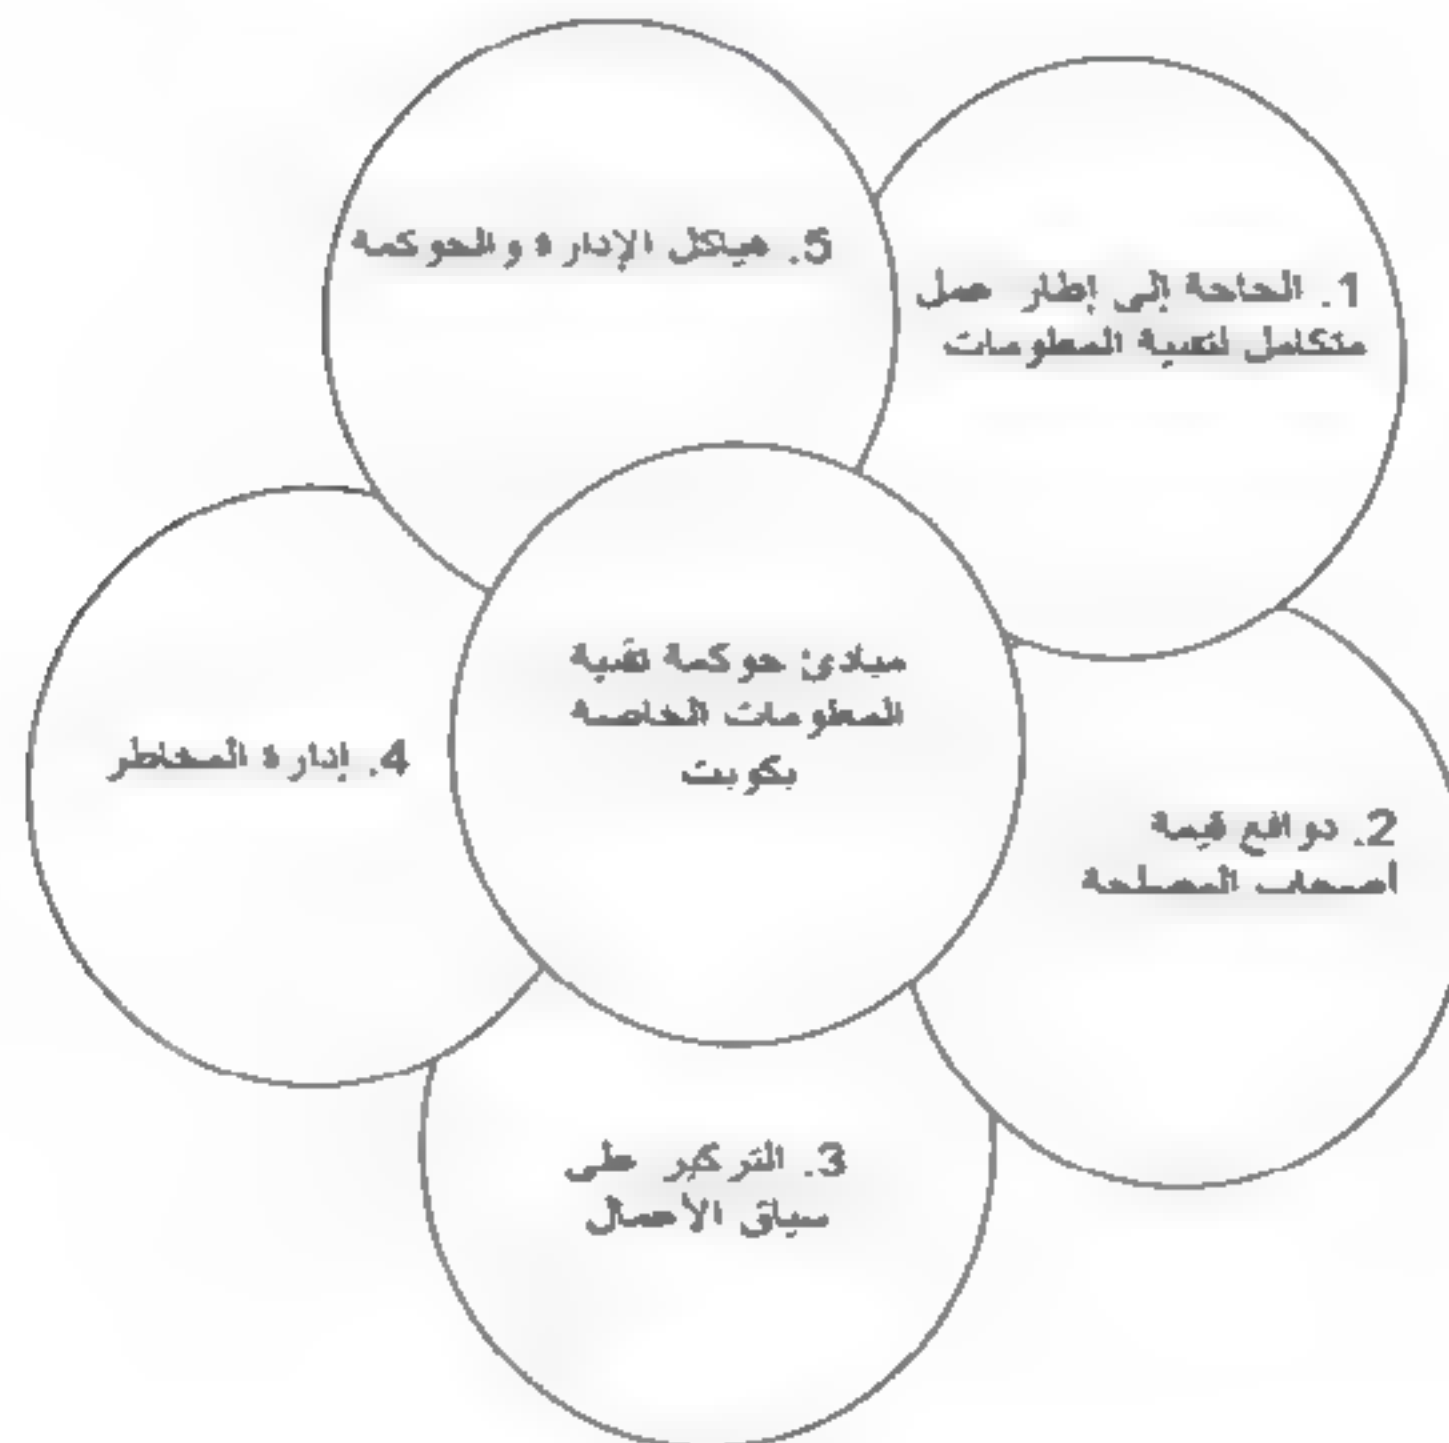 5. هياكل الإدارة والحوكمة
1. الحاجة إلى إطار عمل
متكامل لتقنية المعلومات
مبادئ حوكمة تقنية
المعلومات الخاصة
بكوبت
4. إدارة المخاطر
2. دوافع قيمة
أصحاب المصلحة
3. التركيز على
سياق الأعمال